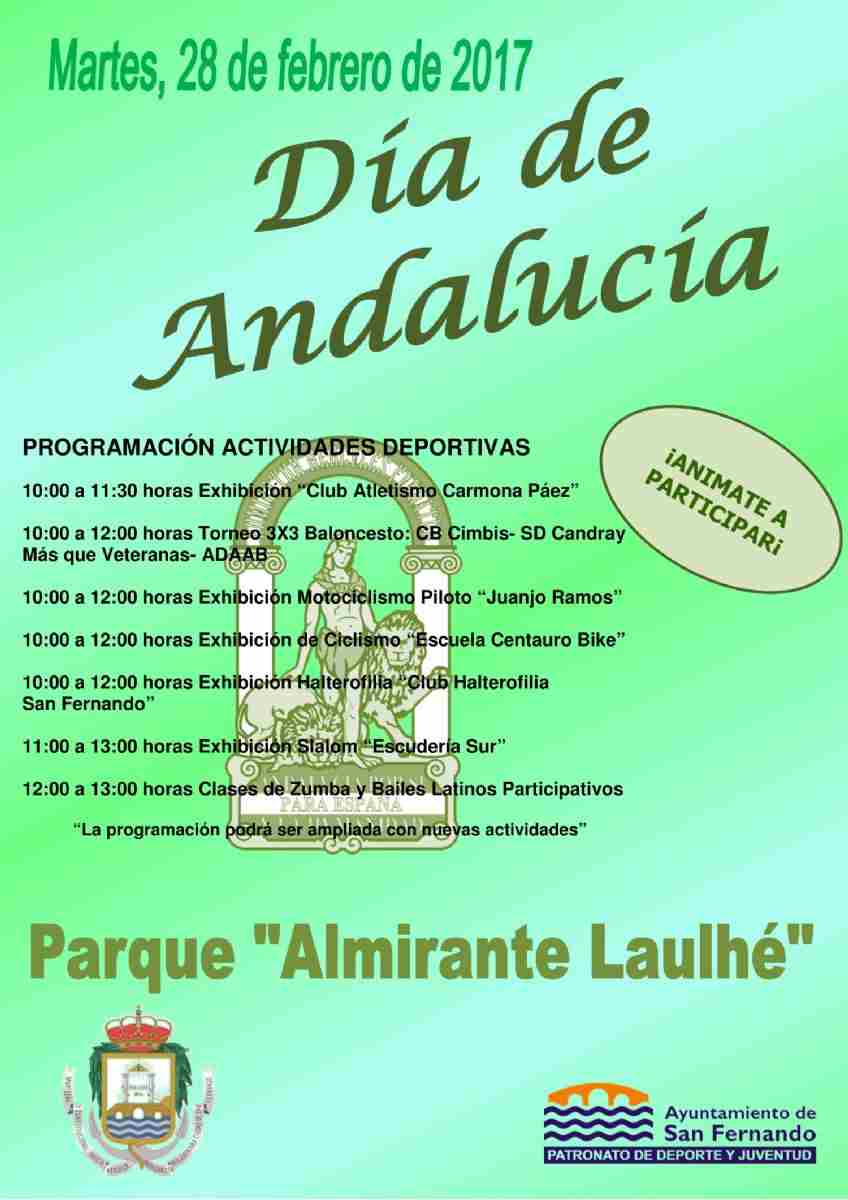 Martes, 28 de febrero de 2017
Día de
Andalucía
PROGRAMACIÓN ACTIVIDADES DEPORTIVAS
¡ANIMATE A
PARTICIPAR¡
10:00 a 11:30 horas Exhibición “Club Atletismo Carmona Páez”
10:00 a 12:00 horas Torneo 3X3 Baloncesto: CB Cimbis- SD Candray
Más que Veteranas- ADAAB
10:00 a 12:00 horas Exhibición Motociclismo Piloto “Juanjo Ramos”
10:00 a 12:00 horas Exhibición de Ciclismo “Escuela Centauro Bike”
10:00 a 12:00 horas Exhibición Halterofilia “Club Halterofilia
San Fernando”
11:00 a 13:00 horas Exhibición Slalom “Escudería Sur”
12:00 a 13:00 horas Clases de Zumba y Bailes Latinos Participativos
ANDALUCIA POR SI
PARA ESPAÑA
“La programación podrá ser ampliada con nuevas actividades”
Parque "Almirante Laulhé"
Ayuntamiento de
San Fernando
PATRONATO DE DEPORTE Y JUVENTUD